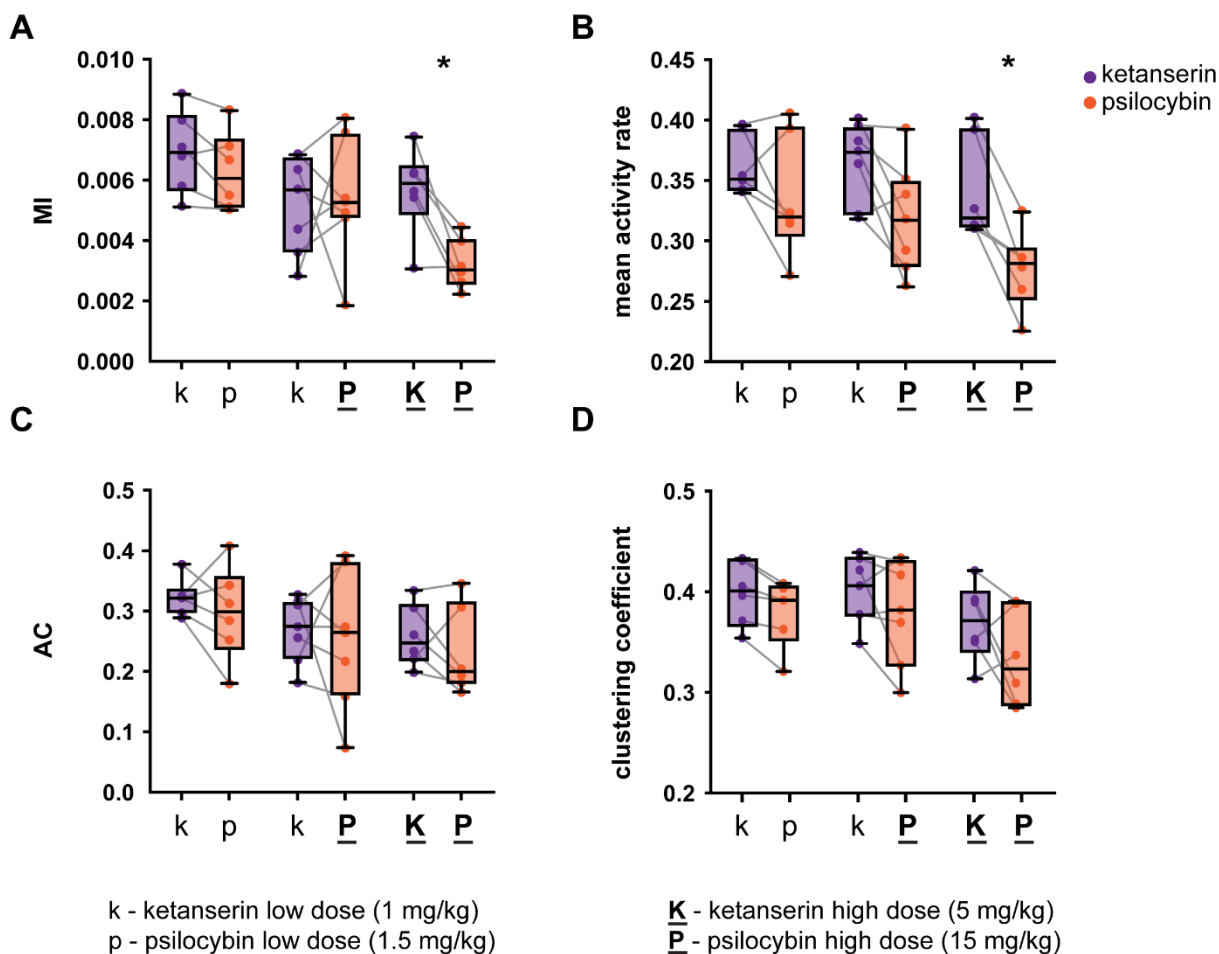 A
B
0.010
0.008
0.006
0.004
0.002
0.000
MI
*
k p k P K P
0.45
0.40
0.35
0.30
0.25
0.20
mean activity rate
*
k p k P K P
ketanserin
psilocybin
C
D
0.5
0.4
0.3
0.2
0.1
0.0
AC
k p k P K P
0.5
0.4
0.3
0.2
clustering coefficient
k p k P K P
k - ketanserin low dose (1 mg/kg)
p - psilocybin low dose (1.5 mg/kg)
K - ketanserin high dose (5 mg/kg)
P - psilocybin high dose (15 mg/kg)